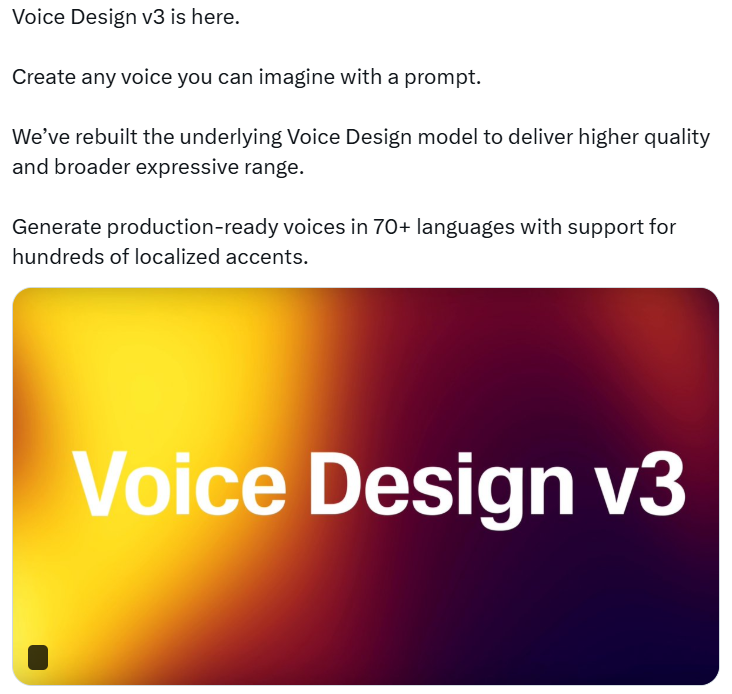 Voice Design v3 is here.
Create any voice you can imagine with a prompt.
We’ve rebuilt the underlying Voice Design model to deliver higher quality
and broader expressive range.
Generate production-ready voices in 70+ languages with support for
hundreds of localized accents.
Voice Design v3